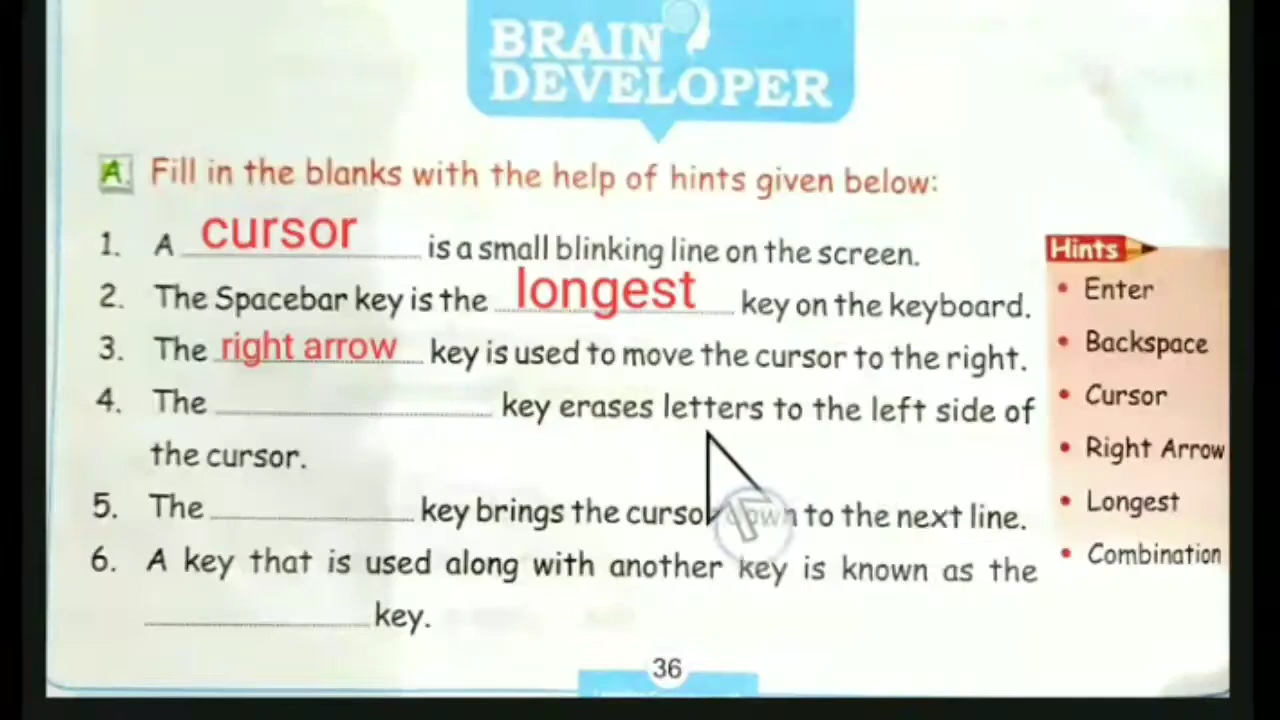 BRAIN
DEVELOPER
A. Fill in the blanks with the help of hints given below:
1. A cursor is a small blinking line on the screen.
2. The Spacebar key is the longest key on the keyboard.
3. The right arrow key is used to move the cursor to the right.
4. The key erases letters to the left side of
the cursor.
5. The key brings the cursor down to the next line.
6. A key that is used along with another key is known as the
key.
Hints
• Enter
• Backspace
• Cursor
• Right Arrow
• Longest
• Combination
36